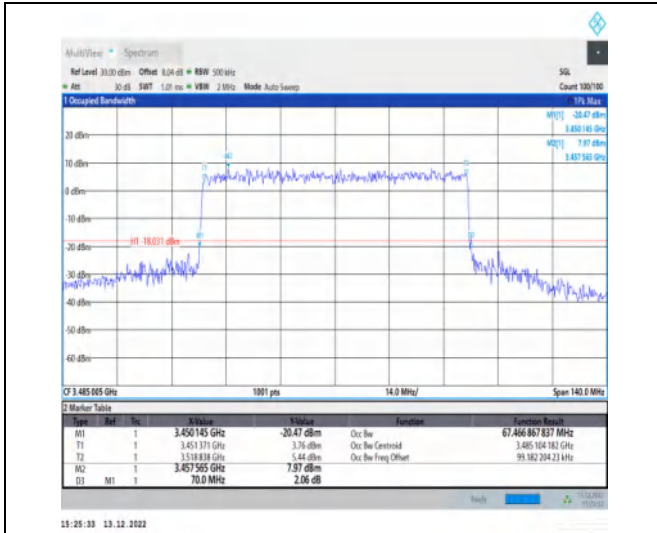 MultiView Spectrum
Ref Level 30.00 dBm Offset 8.04 dB RBW 500 kHz SGL
Att 30 dB SWT 1.01 ms VBW 2 MHz Mode Auto Sweep Count 100/100
1 Occupied Bandwidth 1Pk Max
M1[1] -20.47 dBm
3.450 145 GHz
M2[1] 7.97 dBm
3.457 565 GHz
20 dBm
10 dBm
0 dBm
-10 dBm
H1 -18.031 dBm
-20 dBm
-30 dBm
-40 dBm
-50 dBm
-60 dBm
CF 3.485 005 GHz 1001 pts 14.0 MHz/ Span 140.0 MHz
2 Marker Table
Type Ref Trc X-Value Y-Value Function Function Result
M1 1 3.450 145 GHz -20.47 dBm Occ Bw 67.466 867 837 MHz
T1 1 3.451 371 GHz 3.76 dBm Occ Bw Centroid 3.485 104 182 GHz
T2 1 3.518 838 GHz 5.44 dBm Occ Bw Freq Offset 99.182 204 23 kHz
M2 1 3.457 565 GHz 7.97 dBm
D3 M1 1 70.0 MHz 2.06 dB
Ready
15:25:33 13.12.2022